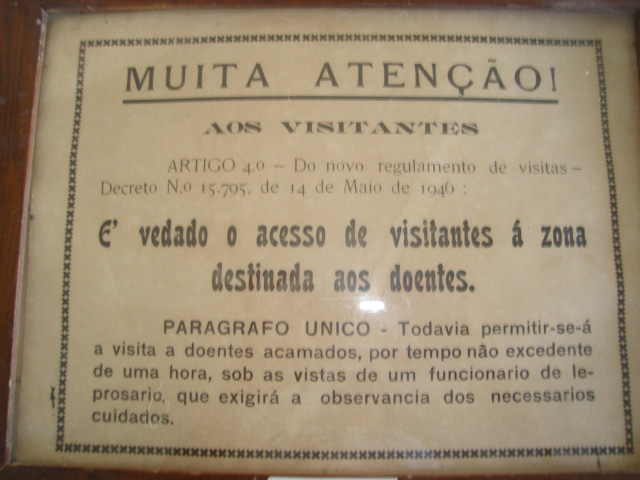 MUITA ATENÇÃO!
AOS VISITANTES
ARTIGO 4.º – Do novo regulamento de visitas –
Decreto N.º 15.795, de 14 de Maio de 1946 :
E' vedado o acesso de visitantes á zona
destinada aos doentes.
PARAGRAFO UNICO - Todavia permitir-se-á
a visita a doentes acamados, por tempo não excedente
de uma hora, sob as vistas de um funcionario de le-
prosario, que exigirá a observancia dos necessarios
cuidados.